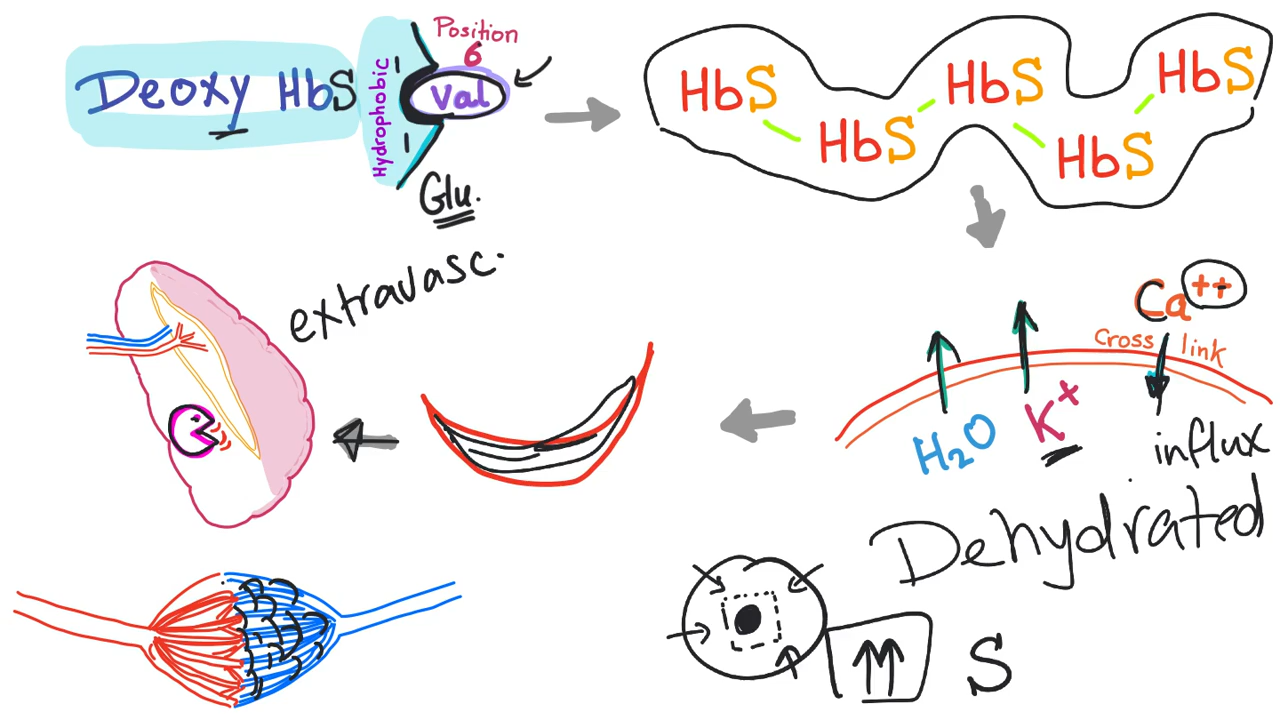 Position
6
Deoxy HbS
Hydrophobic
Val
Glu.
HbS
HbS
HbS
HbS
HbS
extravasc.
Ca++
Cross link
H2O
K+
influx
Dehydrated
S